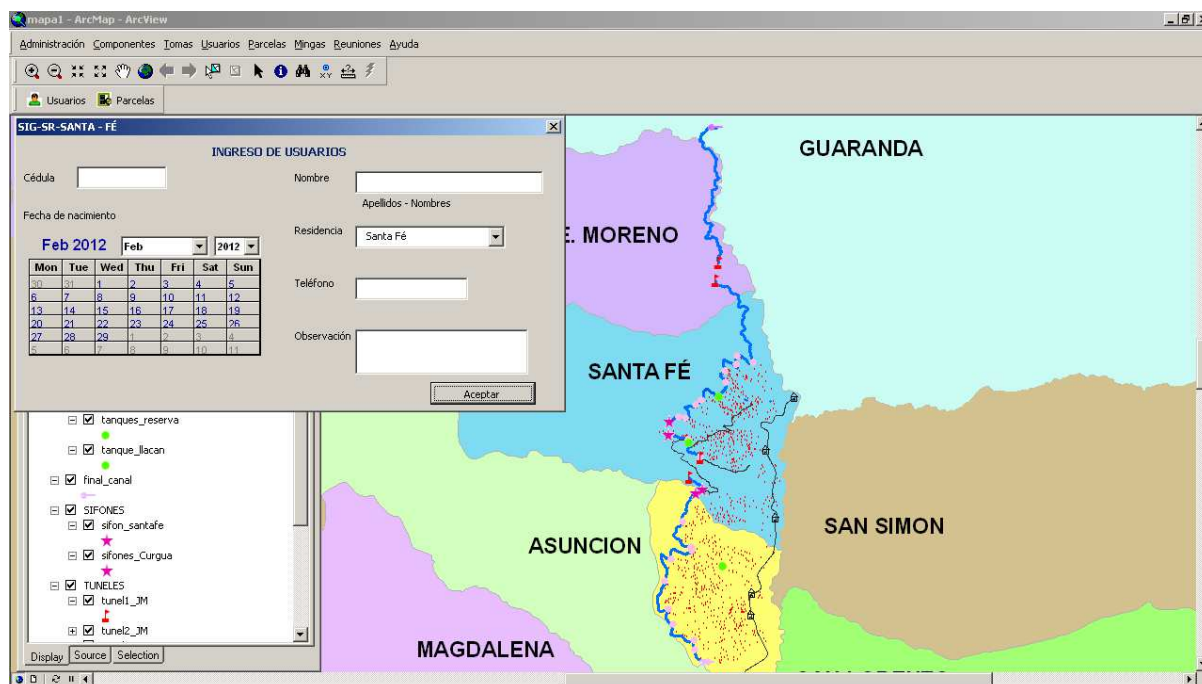 mapa1 - ArcMap - ArcView
Administración Componentes Tomas Usuarios Parcelas Mingas Reuniones Ayuda
Usuarios Parcelas
SIG-SR-SANTA - FÉ
INGRESO DE USUARIOS
Cédula
Nombre
Apellidos - Nombres
Fecha de nacimiento
Residencia
Santa Fé
Feb 2012 Feb 2012
Mon Tue Wed Thu Fri Sat Sun
30 31 1 2 3 4 5
6 7 8 9 10 11 12
13 14 15 16 17 18 19
20 21 22 23 24 25 26
27 28 29 1 2 3 4
5 6 7 8 9 10 11
Teléfono
Observación
Aceptar
tanques_reserva
tanque_llacan
final_canal
SIFONES
sifon_santafe
sifones_Curgua
TUNELES
tunel1_JM
tunel2_JM
Display Source Selection
GUARANDA
E. MORENO
SANTA FÉ
ASUNCION
SAN SIMON
MAGDALENA